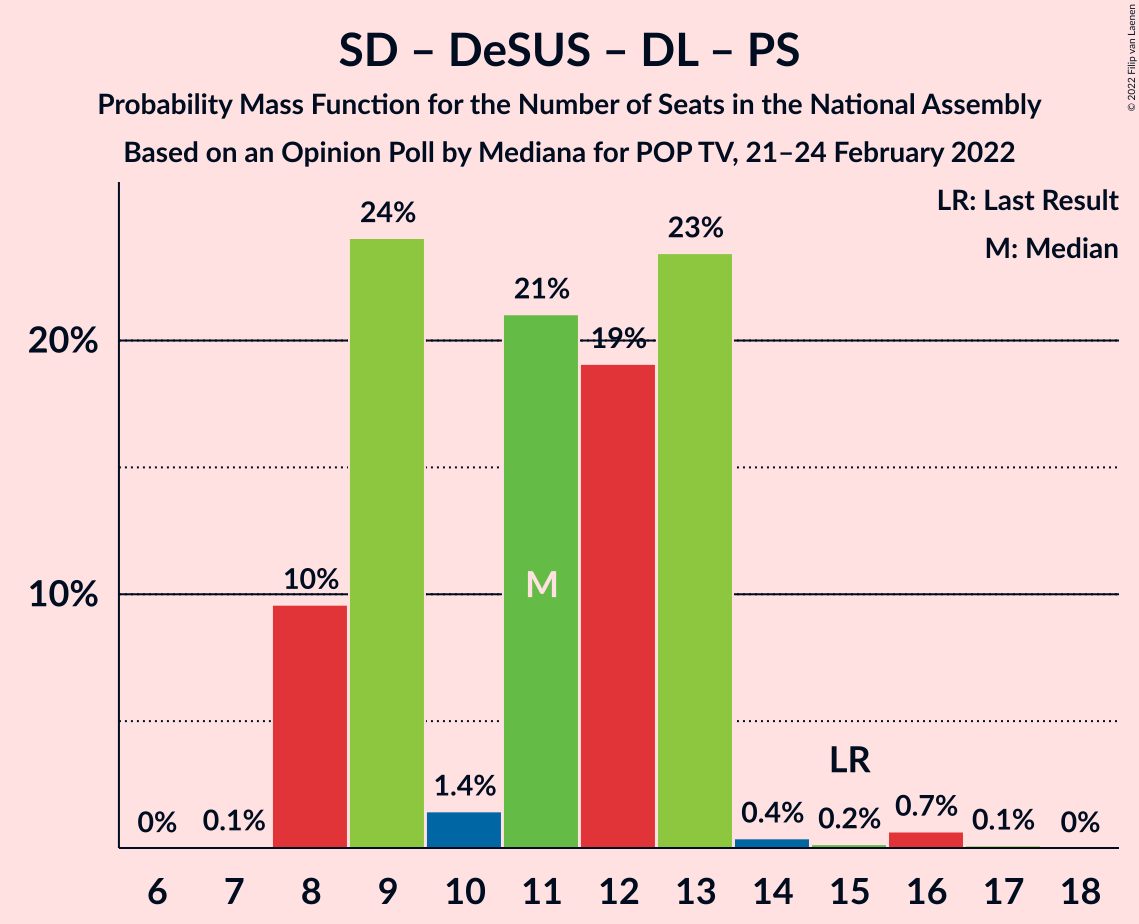 SD – DeSUS – DL – PS
Probability Mass Function for the Number of Seats in the National Assembly
Based on an Opinion Poll by Mediana for POP TV, 21–24 February 2022
© 2022 Filip van Laenen
LR: Last Result
M: Median
24%
23%
21%
20%
19%
10%
10%
M
LR
0%
0.1%
1.4%
0.4%
0.2%
0.7%
0.1%
0%
6 7 8 9 10 11 12 13 14 15 16 17 18